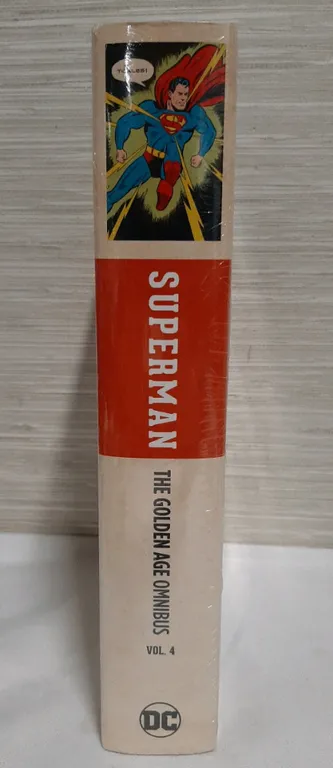 SUPERMAN
THE GOLDEN AGE OMNIBUS
VOL. 4
DC